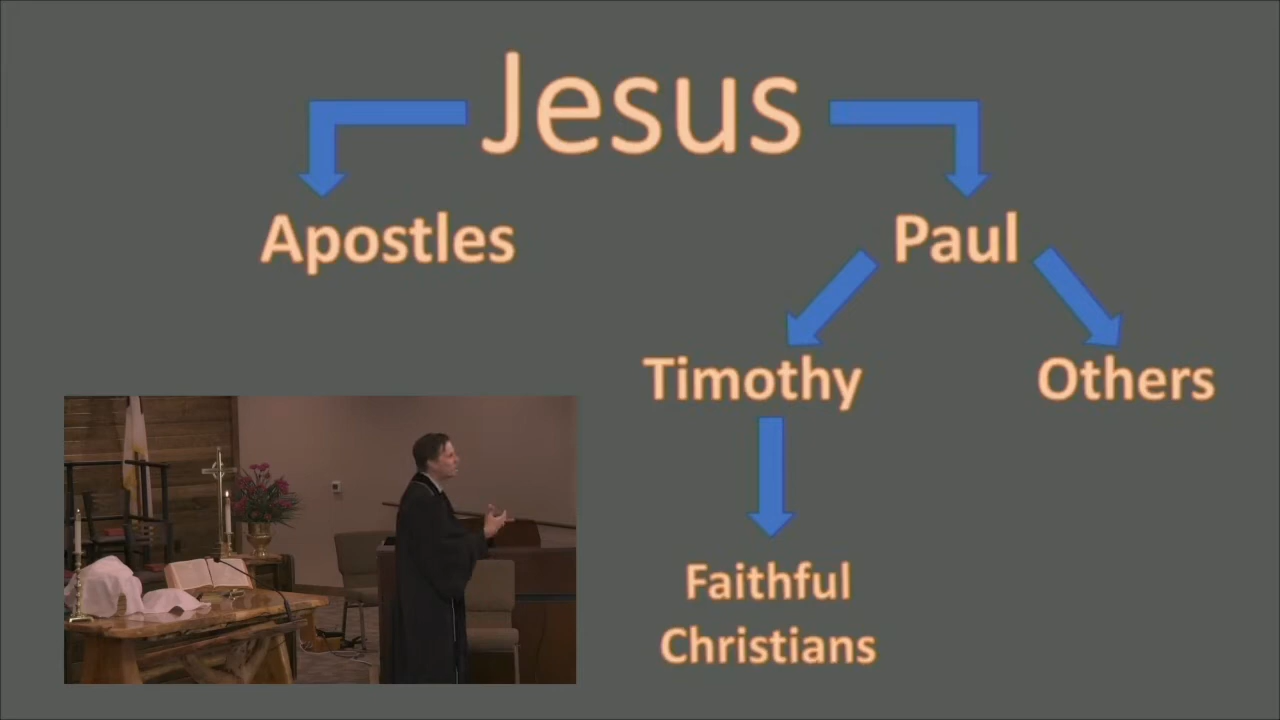 Jesus
Apostles
Paul
Timothy
Others
Faithful
Christians